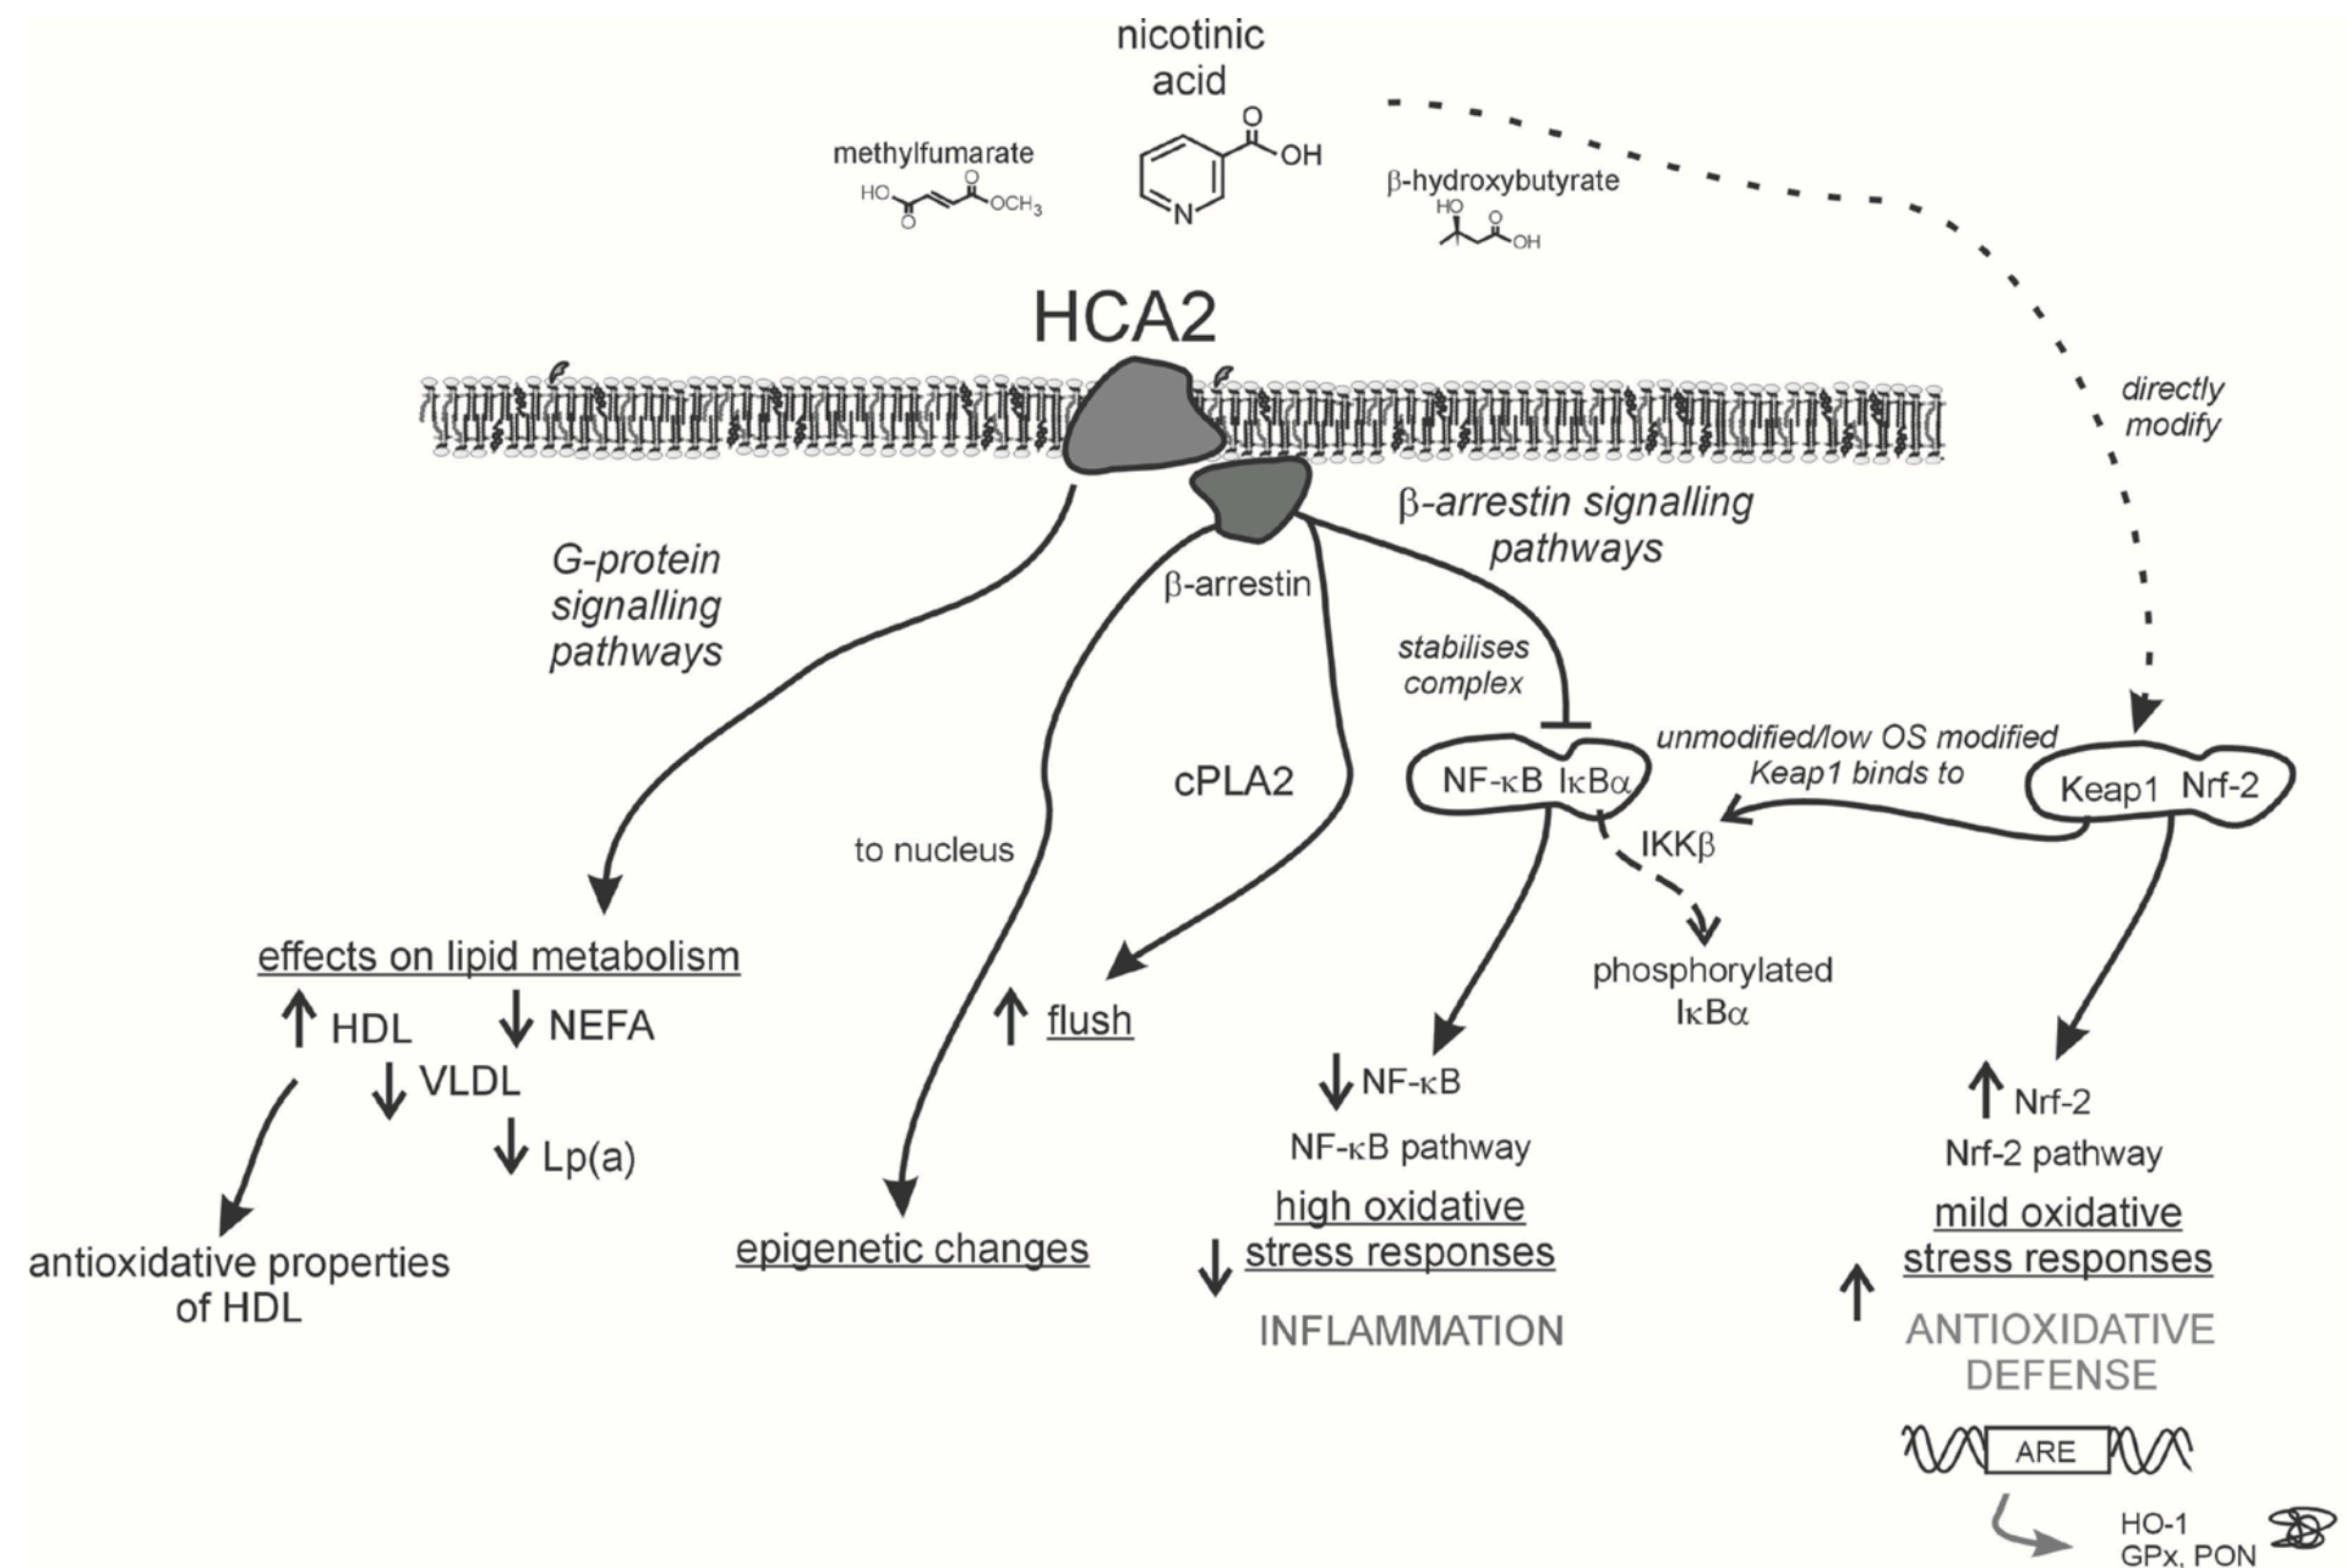 nicotinic
acid
O
OH
N
methylfumarate
HO
O
O
OCH₃
β-hydroxybutyrate
HO
O
OH
HCA2
directly
modify
β-arrestin signalling
pathways
G-protein
signalling
pathways
β-arrestin
stabilises
complex
unmodified/low OS modified
Keap1 binds to
NF-κB IκBα
Keap1 Nrf-2
cPLA2
to nucleus
IKKβ
phosphorylated
IκBα
effects on lipid metabolism
HDL
NEFA
VLDL
Lp(a)
antioxidative properties
of HDL
flush
epigenetic changes
NF-κB
NF-κB pathway
high oxidative
stress responses
INFLAMMATION
Nrf-2
Nrf-2 pathway
mild oxidative
stress responses
ANTIOXIDATIVE
DEFENSE
ARE
HO-1
GPx, PON